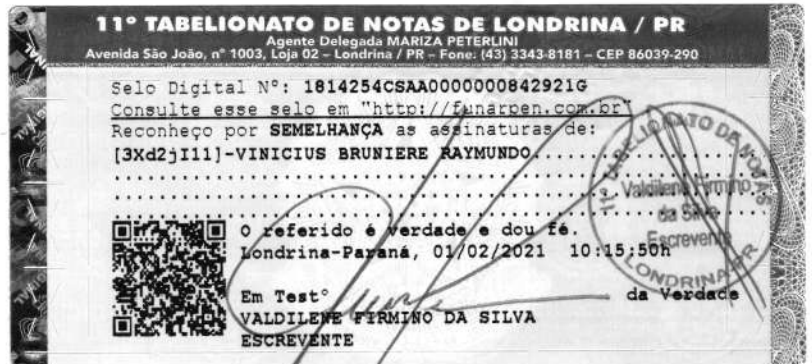 11º TABELIONATO DE NOTAS DE LONDRINA / PR
Agente Delegada MARIZA PETERLINI
Avenida São João, nº 1003, Loja 02 – Londrina / PR – Fone: (43) 3343-8181 – CEP 86039-290
Selo Digital Nº: 1814254CSAA0000000842921G
Consulte esse selo em "http://funarpen.com.br"
Reconheço por SEMELHANÇA as assinaturas de:
[3Xd2jI11]-VINICIUS BRUNIERE RAYMUNDO
O referido é verdade e dou fé.
Londrina-Paraná, 01/02/2021 10:15:50h
Em Testº da Verdade
VALDILENE FIRMINO DA SILVA
ESCREVENTE
11º TABELIONATO DE NOTAS
Valdilene Firmino
da Silva
Escrevente
LONDRINA-PR